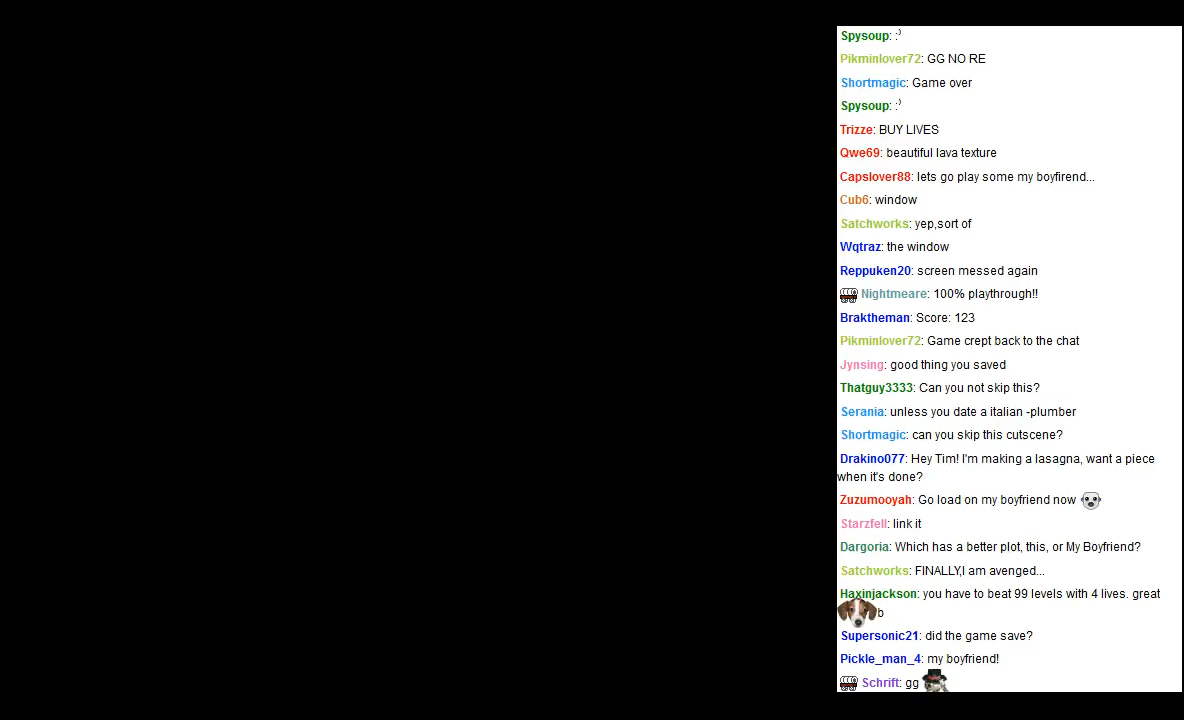 Spysoup: :')
Pikminlover72: GG NO RE
Shortmagic: Game over
Spysoup: :')
Trizze: BUY LIVES
Qwe69: beautiful lava texture
Capslover88: lets go play some my boyfirend...
Cub6: window
Satchworks: yep,sort of
Wqtraz: the window
Reppuken20: screen messed again
Nightmeare: 100% playthrough!!
Braktheman: Score: 123
Pikminlover72: Game crept back to the chat
Jynsing: good thing you saved
Thatguy3333: Can you not skip this?
Serania: unless you date a italian -plumber
Shortmagic: can you skip this cutscene?
Drakino077: Hey Tim! I'm making a lasagna, want a piece
when it's done?
Zuzumooyah: Go load on my boyfriend now
Starzfell: link it
Dargoria: Which has a better plot, this, or My Boyfriend?
Satchworks: FINALLY,I am avenged...
Haxinjackson: you have to beat 99 levels with 4 lives. great
b
Supersonic21: did the game save?
Pickle_man_4: my boyfriend!
Schrift: gg